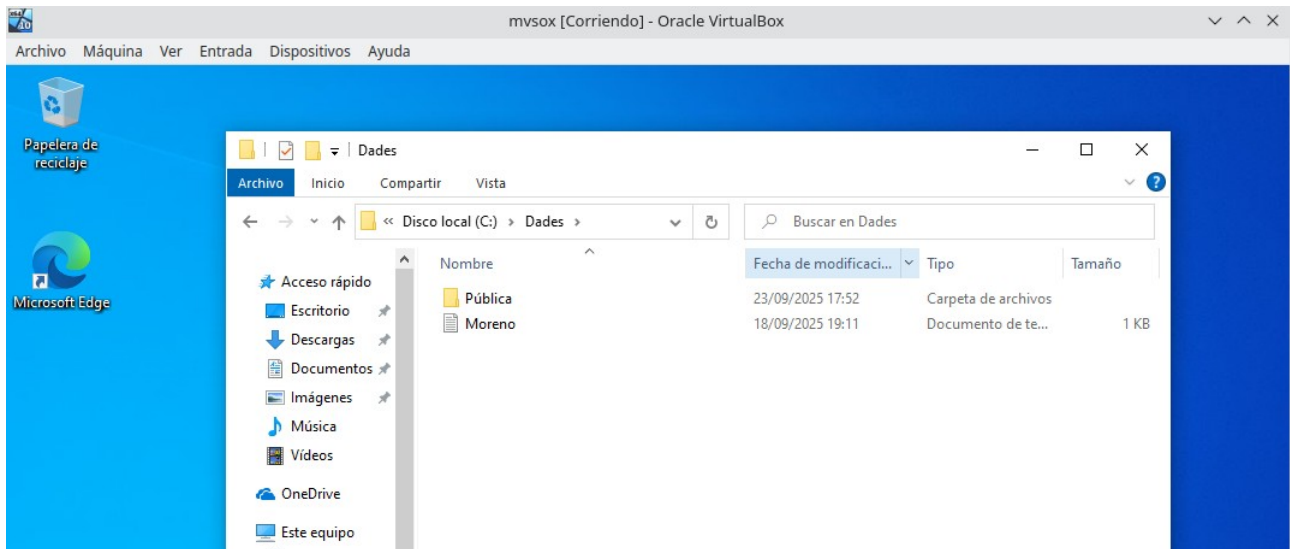 mvsox [Corriendo] - Oracle VirtualBox
Archivo Máquina Ver Entrada Dispositivos Ayuda
Papelera de
reciclaje
Microsoft Edge
Dades
Archivo Inicio Compartir Vista
« Disco local (C:) > Dades >
Buscar en Dades
Nombre Fecha de modificaci... Tipo Tamaño
Pública 23/09/2025 17:52 Carpeta de archivos
Moreno 18/09/2025 19:11 Documento de te... 1 KB
Acceso rápido
Escritorio
Descargas
Documentos
Imágenes
Música
Vídeos
OneDrive
Este equipo